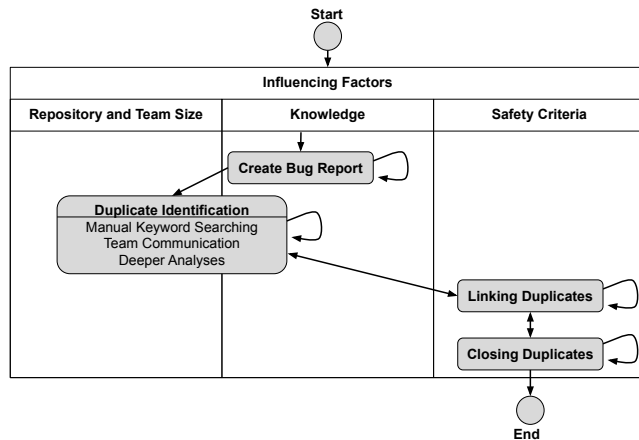 Start
Influencing Factors
Repository and Team Size
Knowledge
Safety Criteria
Create Bug Report
Duplicate Identification
Manual Keyword Searching
Team Communication
Deeper Analyses
Linking Duplicates
Closing Duplicates
End